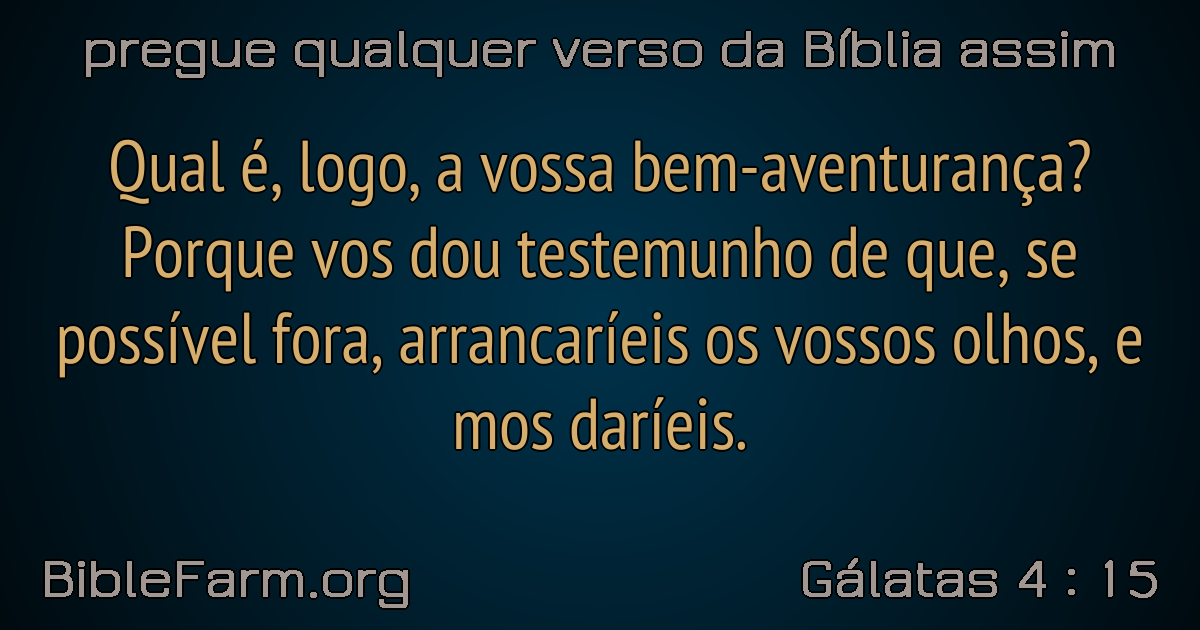 pregue qualquer verso da Bíblia assim
Qual é, logo, a vossa bem-aventurança?
Porque vos dou testemunho de que, se
possível fora, arrancaríeis os vossos olhos, e
mos daríeis.
BibleFarm.org
Gálatas 4 : 15